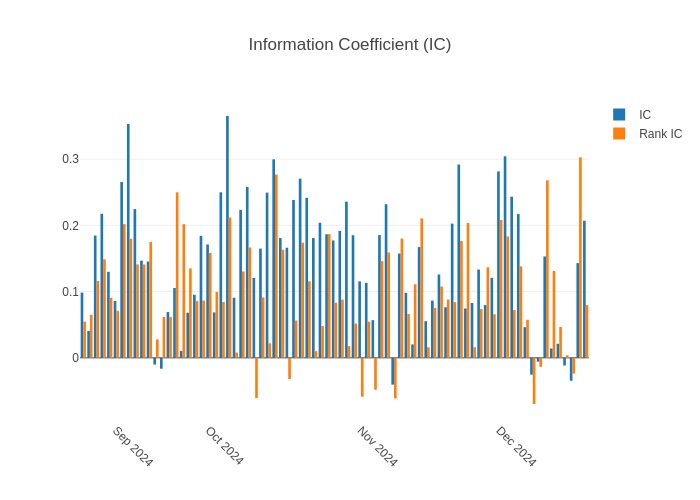 Information Coefficient (IC)
IC
Rank IC
0.3
0.2
0.1
0
Sep 2024
Oct 2024
Nov 2024
Dec 2024